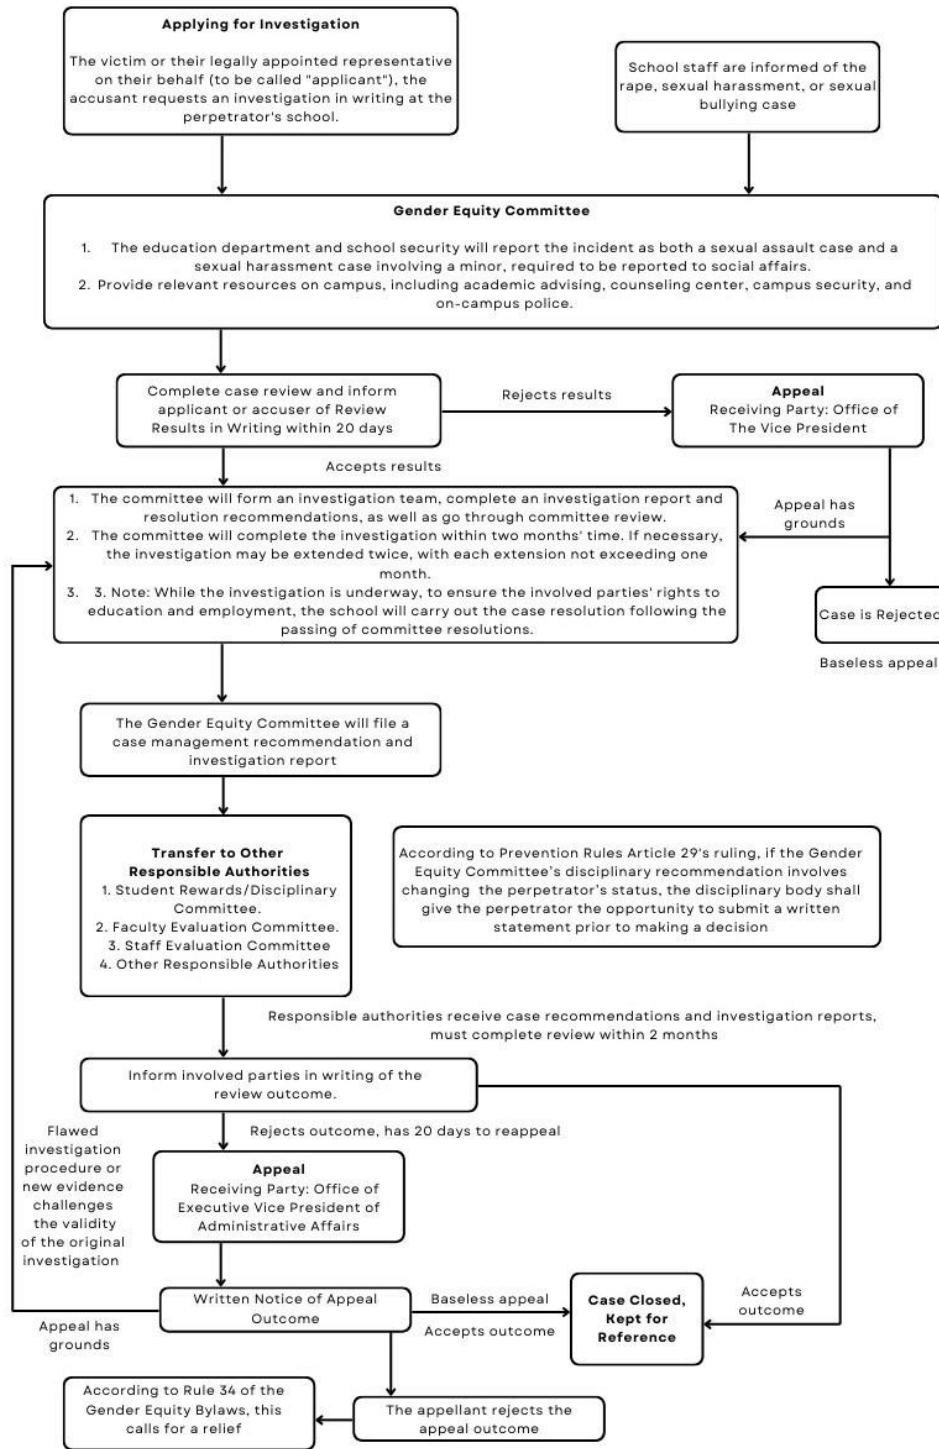 Applying for Investigation
The victim or their legally appointed representative
on their behalf (to be called "applicant"), the
accusant requests an investigation in writing at the
perpetrator's school.
School staff are informed of the
rape, sexual harassment, or sexual
bullying case
Gender Equity Committee
1. The education department and school security will report the incident as both a sexual assault case and a
sexual harassment case involving a minor, required to be reported to social affairs.
2. Provide relevant resources on campus, including academic advising, counseling center, campus security, and
on-campus police.
Complete case review and inform
applicant or accuser of Review
Results in Writing within 20 days
Rejects results
Appeal
Receiving Party: Office of
The Vice President
Accepts results
1. The committee will form an investigation team, complete an investigation report and
resolution recommendations, as well as go through committee review.
2. The committee will complete the investigation within two months' time. If necessary,
the investigation may be extended twice, with each extension not exceeding one
month.
3. 3. Note: While the investigation is underway, to ensure the involved parties' rights to
education and employment, the school will carry out the case resolution following the
passing of committee resolutions.
Appeal has
grounds
Case is Rejected
Baseless appeal
The Gender Equity Committee will file a
case management recommendation and
investigation report
Transfer to Other
Responsible Authorities
1. Student Rewards/Disciplinary
Committee.
2. Faculty Evaluation Committee.
3. Staff Evaluation Committee
4. Other Responsible Authorities
According to Prevention Rules Article 29's ruling, if the Gender
Equity Committee's disciplinary recommendation involves
changing the perpetrator's status, the disciplinary body shall
give the perpetrator the opportunity to submit a written
statement prior to making a decision
Responsible authorities receive case recommendations and investigation reports,
must complete review within 2 months
Inform involved parties in writing of the
review outcome.
Rejects outcome, has 20 days to reappeal
Flawed
investigation
procedure or
new evidence
challenges
the validity
of the original
investigation
Appeal
Receiving Party: Office of
Executive Vice President of
Administrative Affairs
Written Notice of Appeal
Outcome
Baseless appeal
Accepts outcome
Case Closed,
Kept for
Reference
Accepts
outcome
Appeal has
grounds
According to Rule 34 of the
Gender Equity Bylaws, this
calls for a relief
The appellant rejects the
appeal outcome